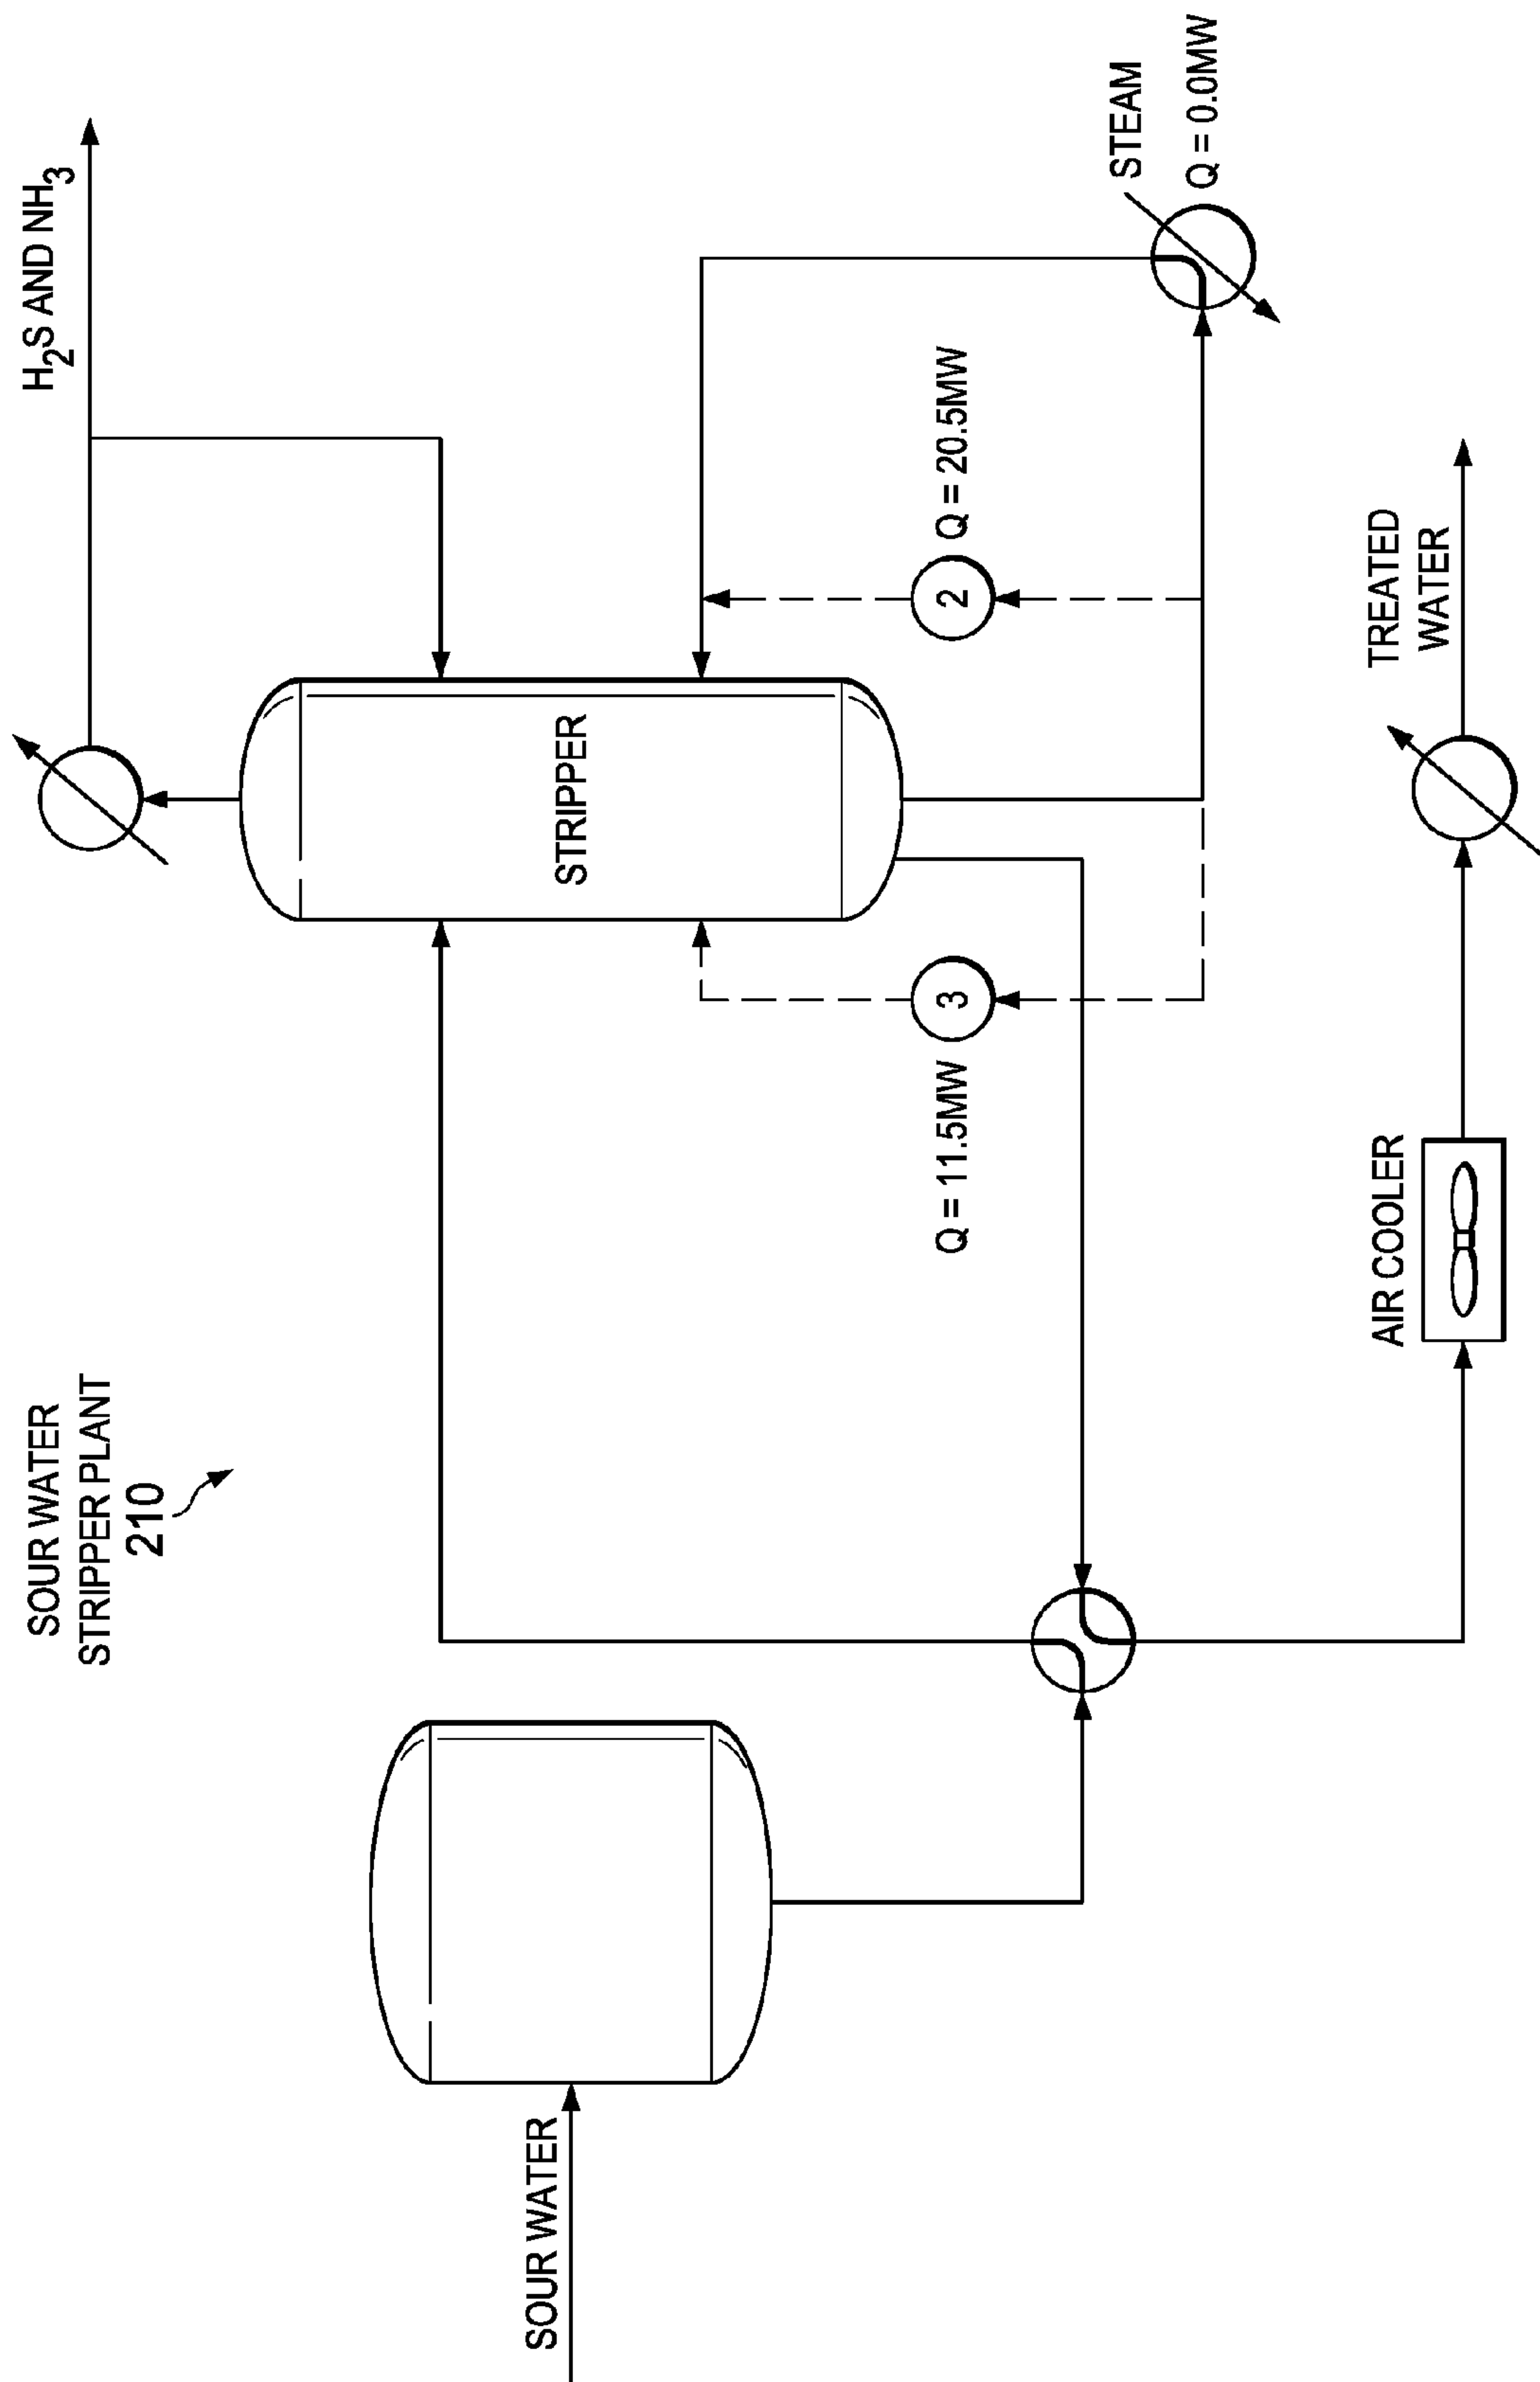 SOUR WATER
STRIPPER PLANT
210
H2S AND NH3
STRIPPER
STEAM
Q = 0.0MW
2
Q = 20.5MW
3
Q = 11.5MW
SOUR WATER
AIR COOLER
TREATED
WATER